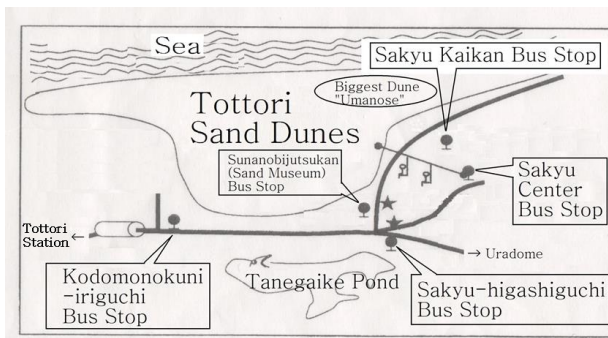 Sea
Sakyu Kaikan Bus Stop
Biggest Dune
"Umanose"
Tottori
Sand Dunes
Sunanobijutsukan
(Sand Museum)
Bus Stop
Sakyu
Center
Bus Stop
Tottori
Station←
→ Uradome
Kodomonokuni
-iriguchi
Bus Stop
Tanegaike Pond
Sakyu-higashiguchi
Bus Stop